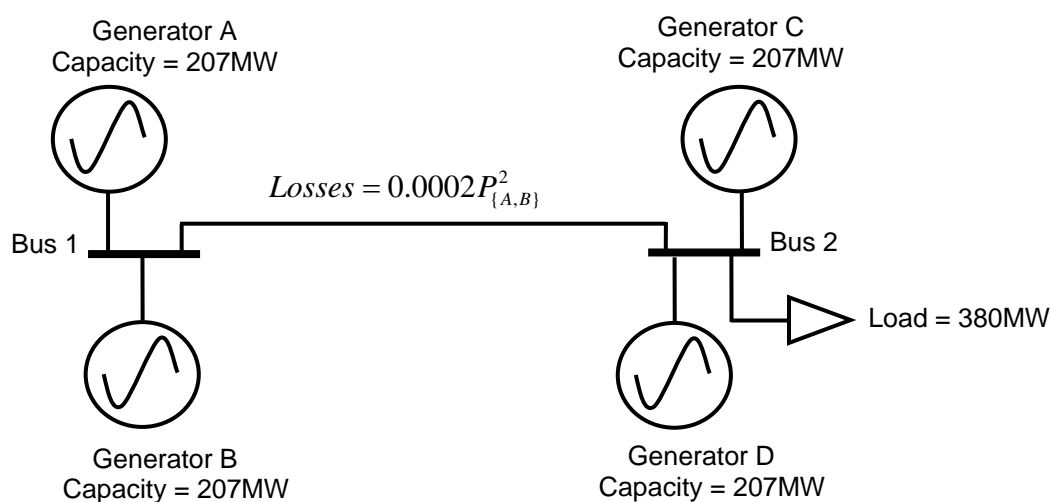 Generator A
Capacity = 207MW
Generator C
Capacity = 207MW
Losses = 0.0002P²_{A,B}
Bus 1
Bus 2
Load = 380MW
Generator B
Capacity = 207MW
Generator D
Capacity = 207MW